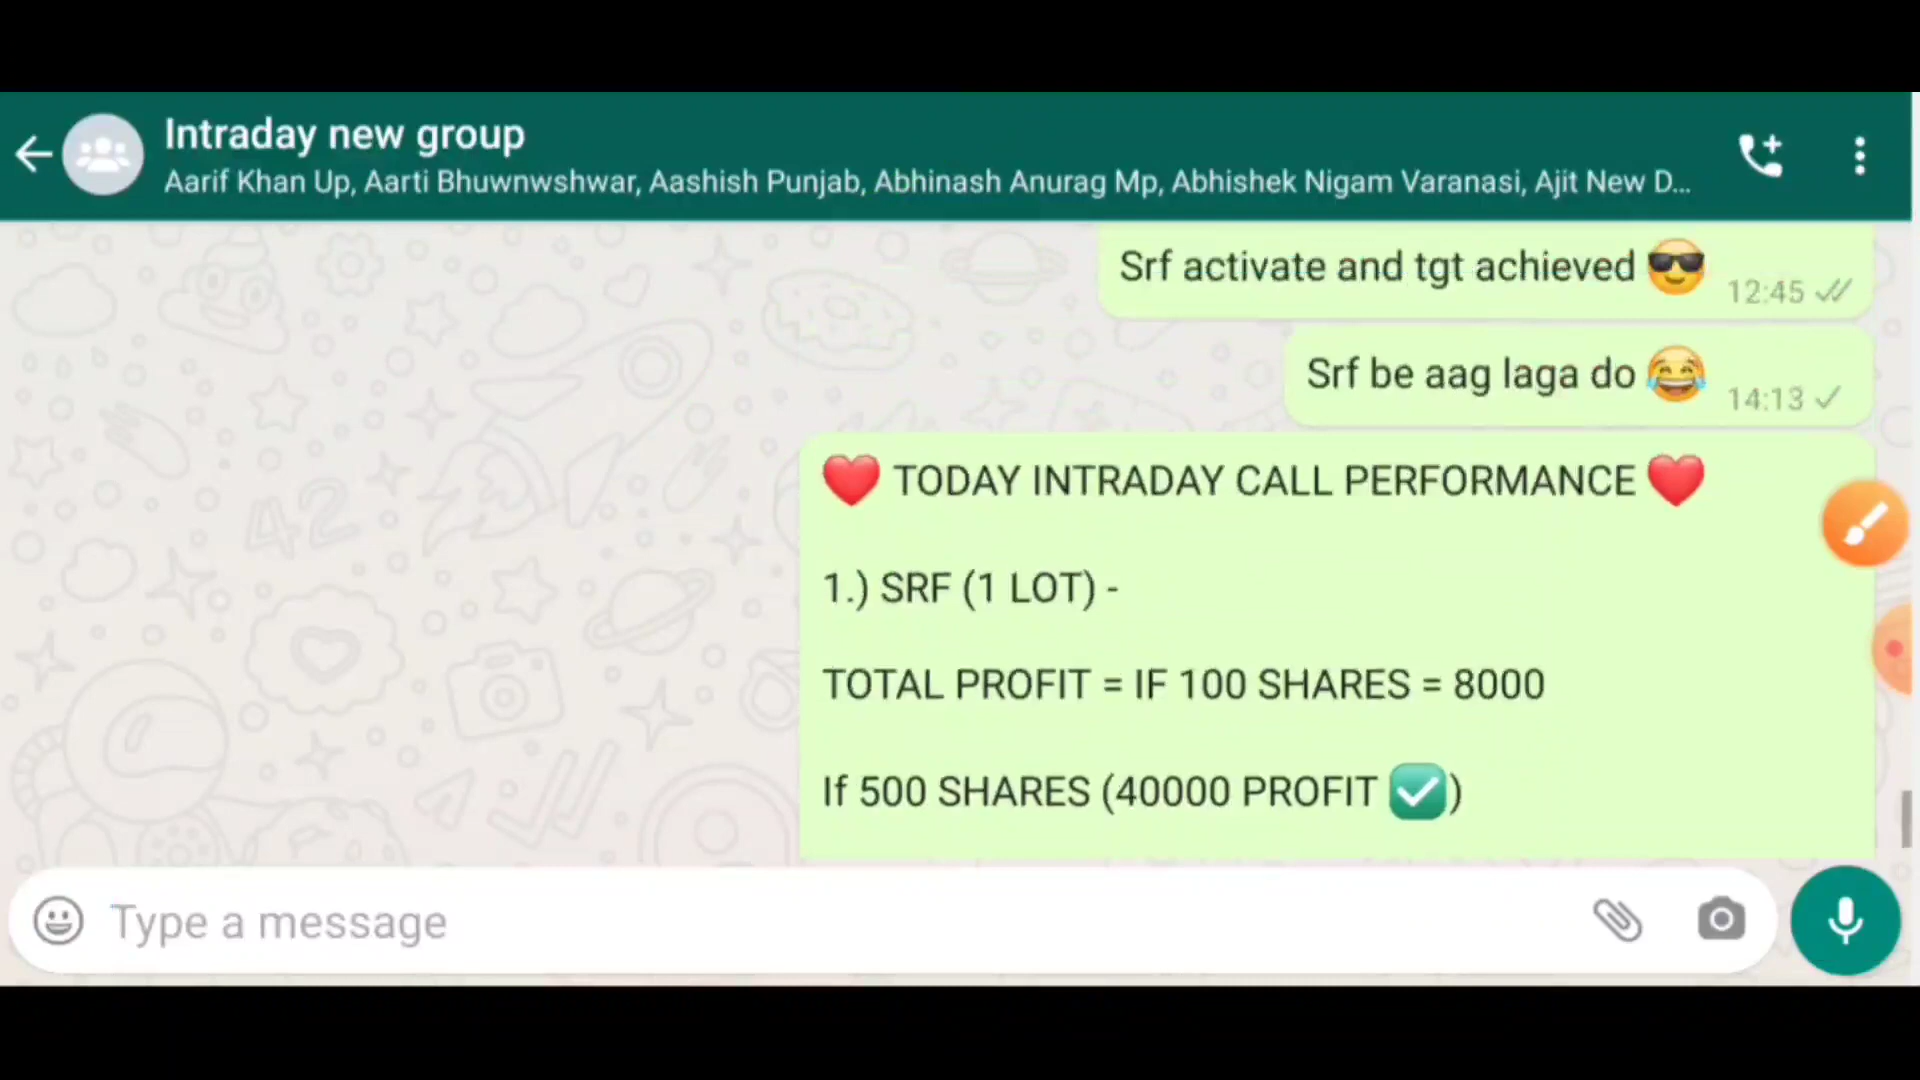 Intraday new group
Aarif Khan Up, Aarti Bhuwnwshwar, Aashish Punjab, Abhinash Anurag Mp, Abhishek Nigam Varanasi, Ajit New D...
Srf activate and tgt achieved 😎 12:45
Srf be aag laga do 😂 14:13
❤️ TODAY INTRADAY CALL PERFORMANCE ❤️
1.) SRF (1 LOT) -
TOTAL PROFIT = IF 100 SHARES = 8000
If 500 SHARES (40000 PROFIT ✅)
Type a message